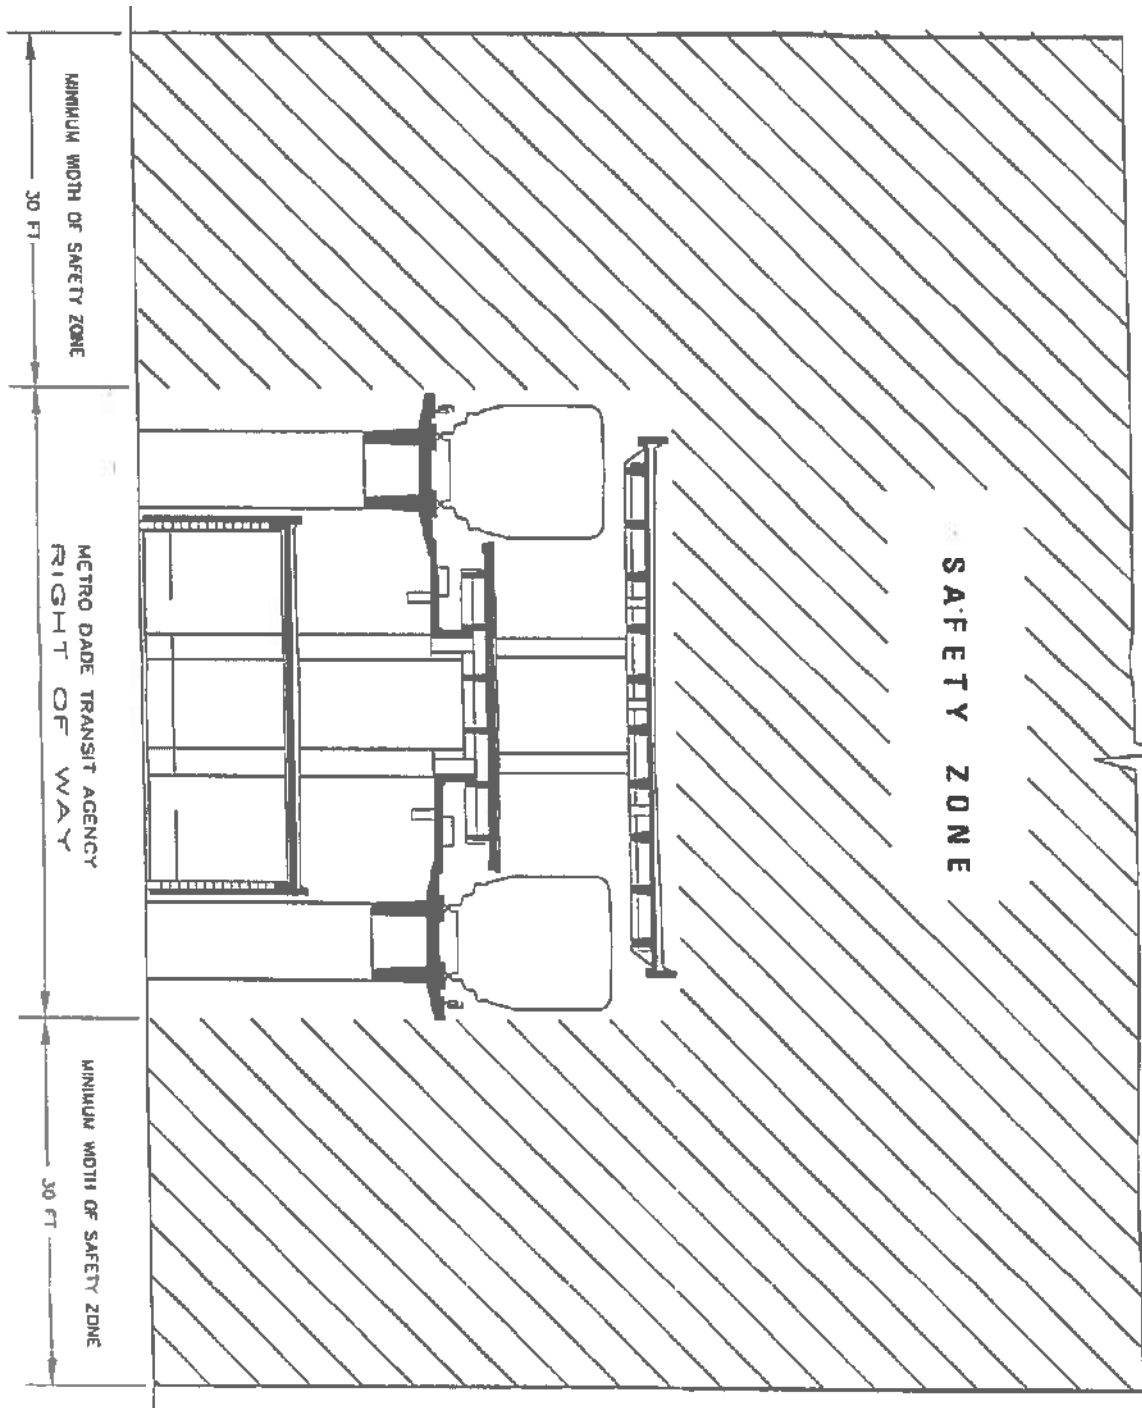 SAFETY ZONE
MINIMUM WIDTH OF SAFETY ZONE
30 FT
METRO DADE TRANSIT AGENCY
RIGHT OF WAY
MINIMUM WIDTH OF SAFETY ZONE
30 FT